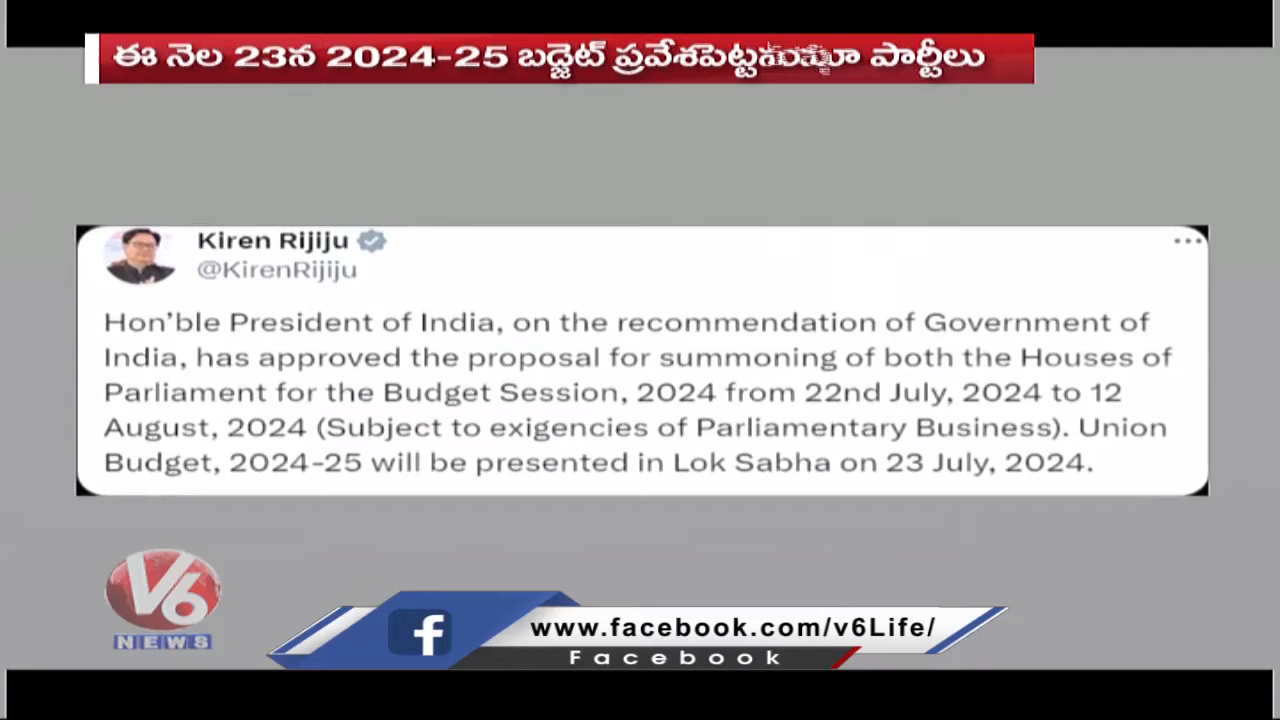 ఈ నెల 23న 2024-25 బడ్జెట్ ప్రవేశపెట్ట పార్టీలు
Kiren Rijiju
@KirenRijiju
Hon'ble President of India, on the recommendation of Government of
India, has approved the proposal for summoning of both the Houses of
Parliament for the Budget Session, 2024 from 22nd July, 2024 to 12
August, 2024 (Subject to exigencies of Parliamentary Business). Union
Budget, 2024-25 will be presented in Lok Sabha on 23 July, 2024.
V6
NEWS
f
www.facebook.com/v6Life/
Facebook